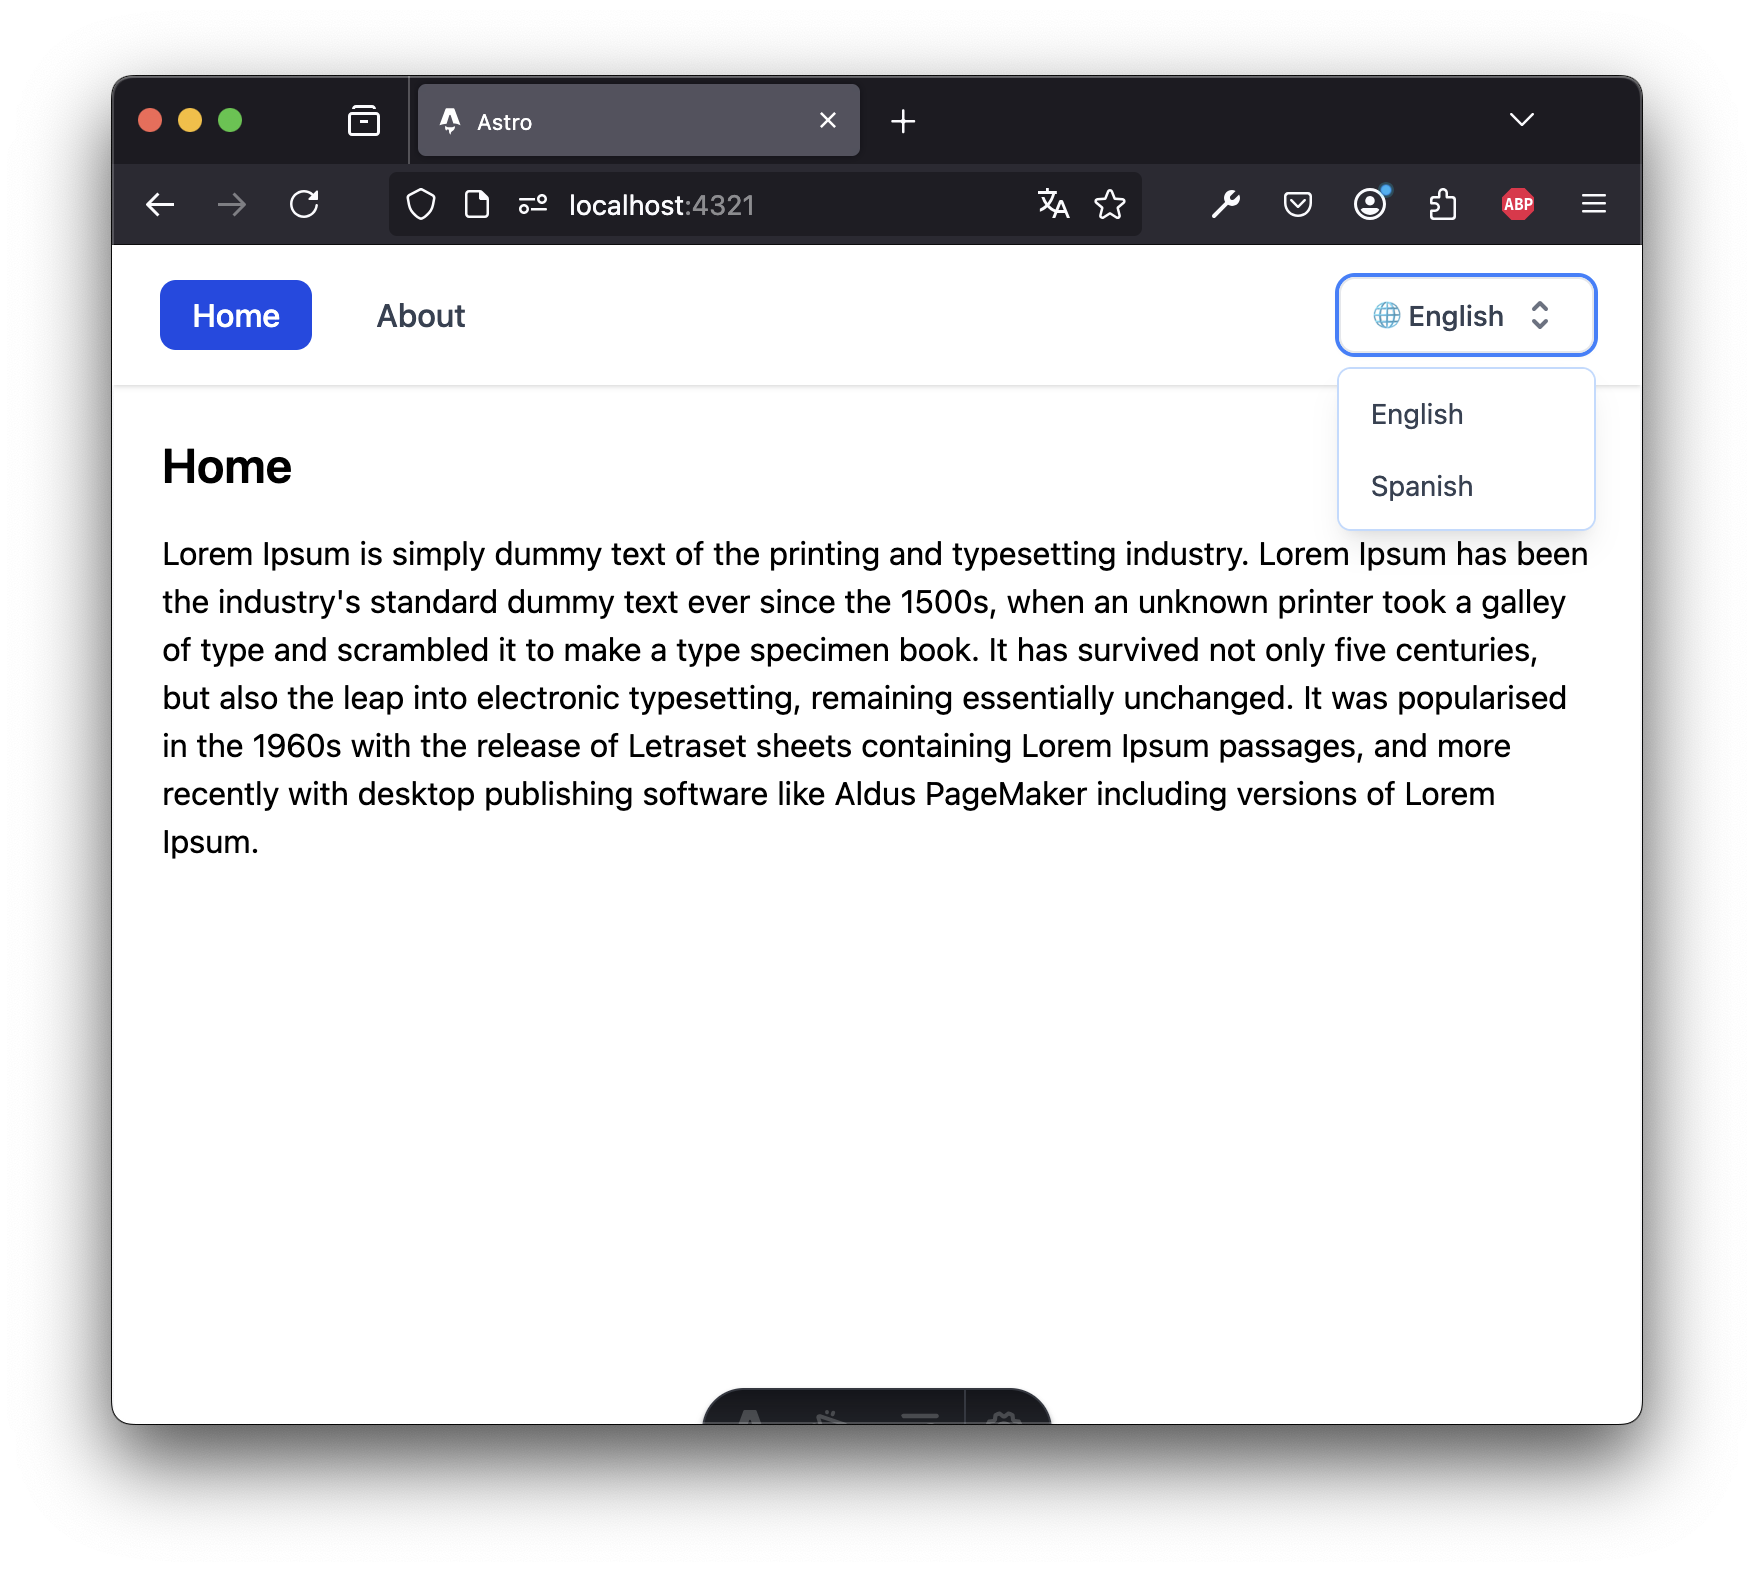 Astro
localhost:4321
ABP
Home
About
English
English
Spanish
Home
Lorem Ipsum is simply dummy text of the printing and typesetting industry. Lorem Ipsum has been
the industry's standard dummy text ever since the 1500s, when an unknown printer took a galley
of type and scrambled it to make a type specimen book. It has survived not only five centuries,
but also the leap into electronic typesetting, remaining essentially unchanged. It was popularised
in the 1960s with the release of Letraset sheets containing Lorem Ipsum passages, and more
recently with desktop publishing software like Aldus PageMaker including versions of Lorem
Ipsum.